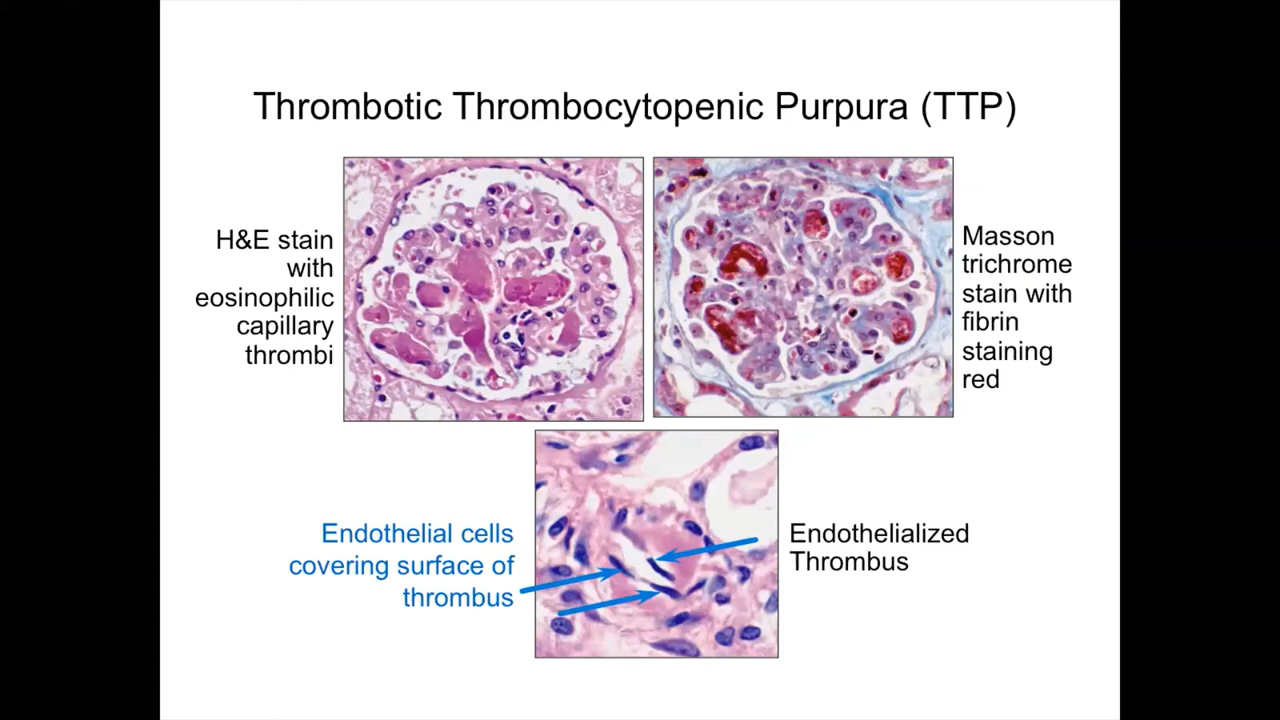 Thrombotic Thrombocytopenic Purpura (TTP)
H&E stain
with
eosinophilic
capillary
thrombi
Masson
trichrome
stain with
fibrin
staining
red
Endothelial cells
covering surface of
thrombus
Endothelialized
Thrombus